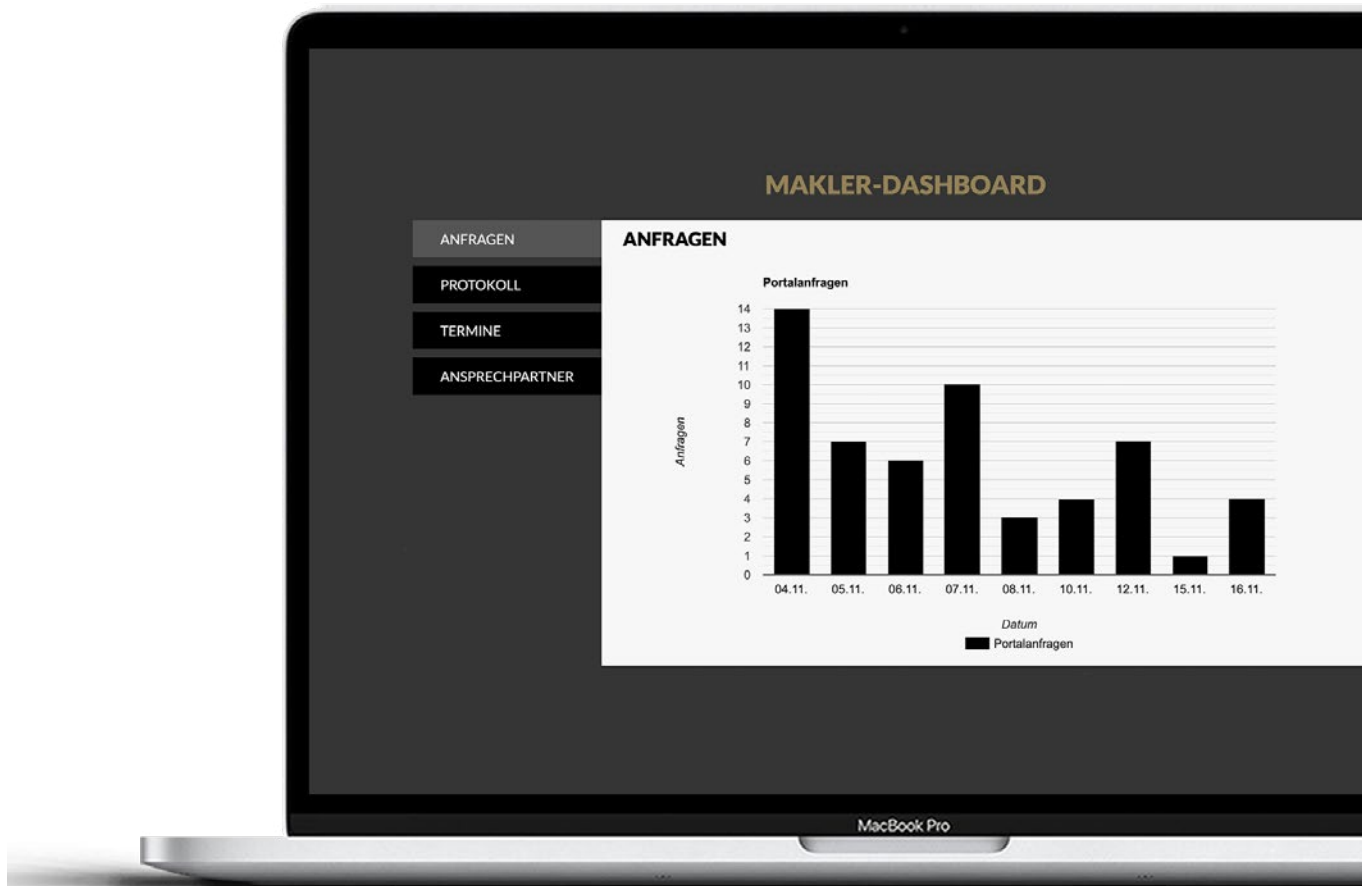 MAKLER-DASHBOARD
ANFRAGEN
PROTOKOLL
TERMINE
ANSPRECHPARTNER
ANFRAGEN
Portalanfragen
14
13
12
11
10
9
8
7
6
5
4
3
2
1
0
Anfragen
04.11. 05.11. 06.11. 07.11. 08.11. 10.11. 12.11. 15.11. 16.11.
Datum
Portalanfragen
MacBook Pro